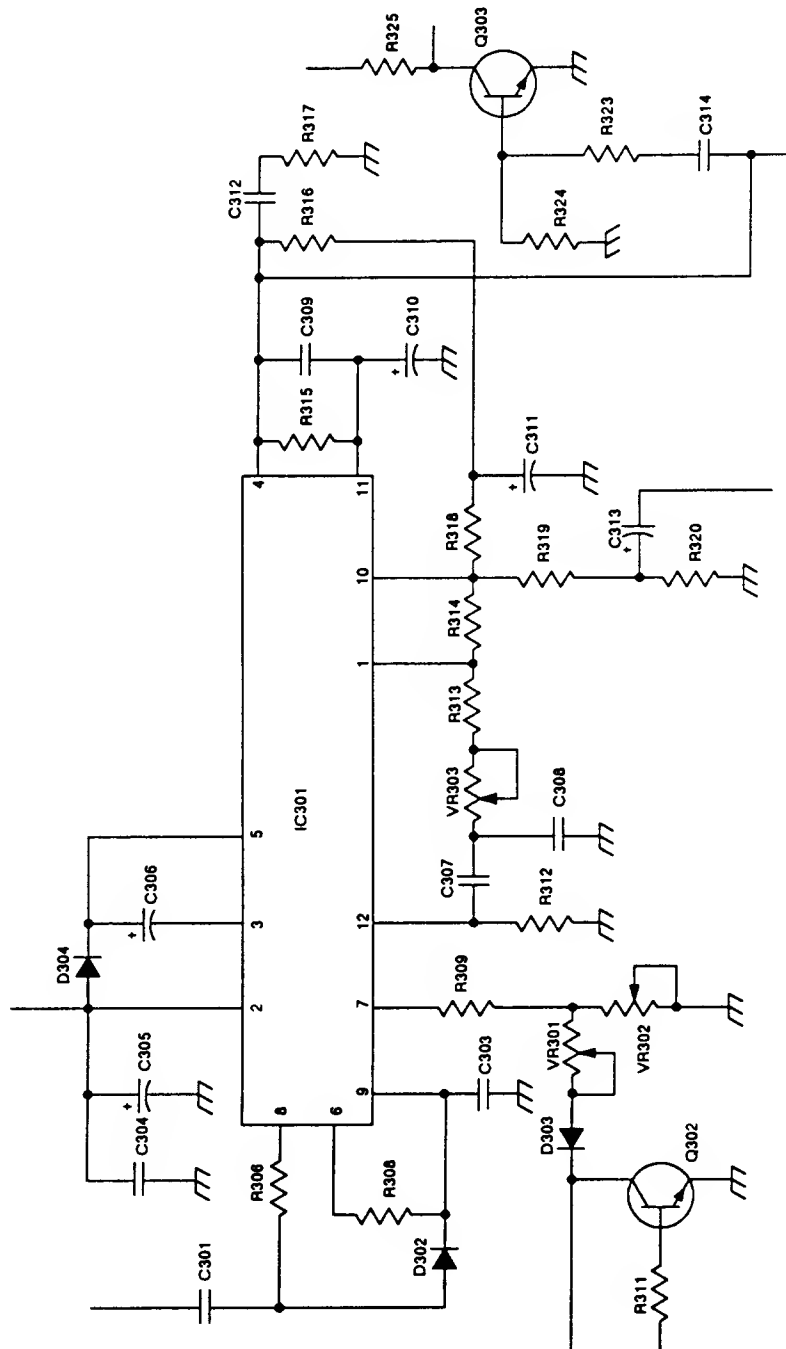 R325
Q303
R317
C312
R316
R323
C314
R324
C309
C310
R315
4
11
C311
R318
10
R319
C313
R320
R314
1
R313
VR303
C308
IC301
5
C306
3
C307
R312
12
D304
2
R309
7
VR301
VR302
C305
C304
C303
9
8
6
D303
Q302
R306
R308
C301
D302
R311
+
+
+
+
+